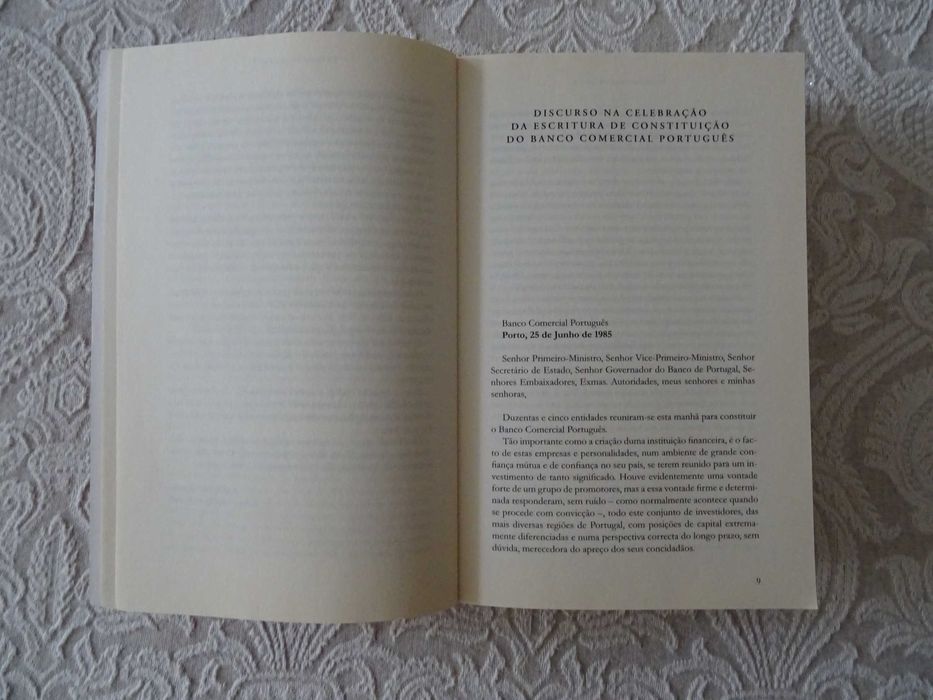 DISCURSO NA CELEBRAÇÃO
DA ESCRITURA DE CONSTITUIÇÃO
DO BANCO COMERCIAL PORTUGUÊS
Banco Comercial Português
Porto, 25 de Junho de 1985
Senhor Primeiro-Ministro, Senhor Vice-Primeiro-Ministro, Senhor
Secretário de Estado, Senhor Governador do Banco de Portugal, Se-
nhores Embaixadores, Exmas. Autoridades, meus senhores e minhas
senhoras,
Duzentas e cinco entidades reuniram-se esta manhã para constituir
o Banco Comercial Português.
Tão importante como a criação duma instituição financeira, é o fac-
to de estas empresas e personalidades, num ambiente de grande con-
fiança mútua e de confiança no seu país, se terem reunido para um in-
vestimento de tanto significado. Houve evidentemente uma vontade
forte de um grupo de promotores, mas a essa vontade firme e determi-
nada responderam, sem ruído – como normalmente acontece quando
se procede com convicção –, todo este conjunto de investidores, das
mais diversas regiões de Portugal, com posições de capital extrema-
mente diferenciadas e numa perspectiva correcta do longo prazo, sem
dúvida, merecedora do apreço dos seus concidadãos.
9